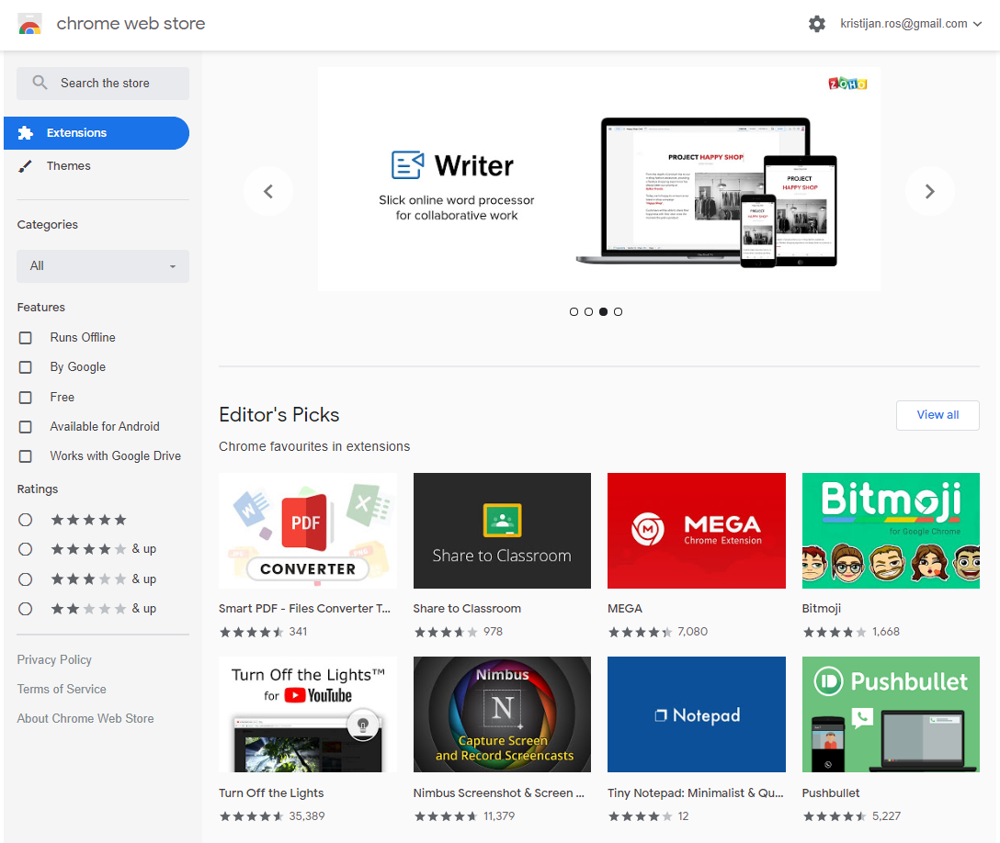 chrome web store
kristijan.ros@gmail.com
Search the store
Extensions
Themes
Categories
All
Features
Runs Offline
By Google
Free
Available for Android
Works with Google Drive
Ratings
& up
& up
& up
Privacy Policy
Terms of Service
About Chrome Web Store
ZOHO
Writer
Slick online word processor
for collaborative work
PROJECT HAPPY SHOP
PROJECT
HAPPY SHOP
PROJECT
HAPPY SHOP
Editor's Picks
View all
Chrome favourites in extensions
W
X
PDF
CONVERTER
Smart PDF - Files Converter T...
341
Share to Classroom
Share to Classroom
978
M
MEGA
Chrome Extension
MEGA
7,080
Bitmoji
for Google Chrome
Bitmoji
1,668
Turn Off the Lights™
for YouTube
Turn Off the Lights
35,389
Nimbus
N
Capture Screen
and Record Screencasts
Nimbus Screenshot & Screen ...
11,379
Notepad
Tiny Notepad: Minimalist & Qu...
12
Pushbullet
Pushbullet
5,227